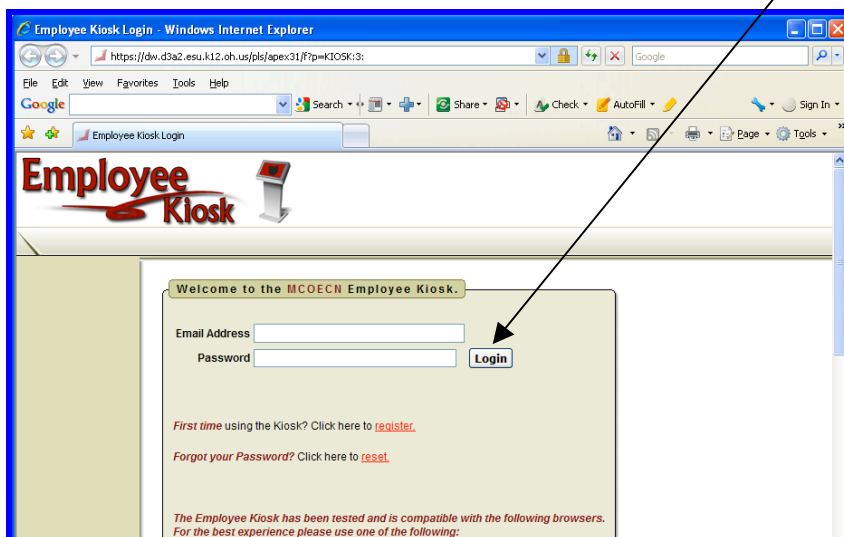 Employee Kiosk Login - Windows Internet Explorer
https://dw.d3a2.esu.k12.oh.us/pls/apex31/f?p=KIOSK:3:
Google
File Edit View Favorites Tools Help
Google Search Share Check AutoFill Sign In
Employee Kiosk Login Page Tools
Employee
Kiosk
Welcome to the MCOECN Employee Kiosk.
Email Address
Password Login
First time using the Kiosk? Click here to register.
Forgot your Password? Click here to reset.
The Employee Kiosk has been tested and is compatible with the following browsers.
For the best experience please use one of the following: